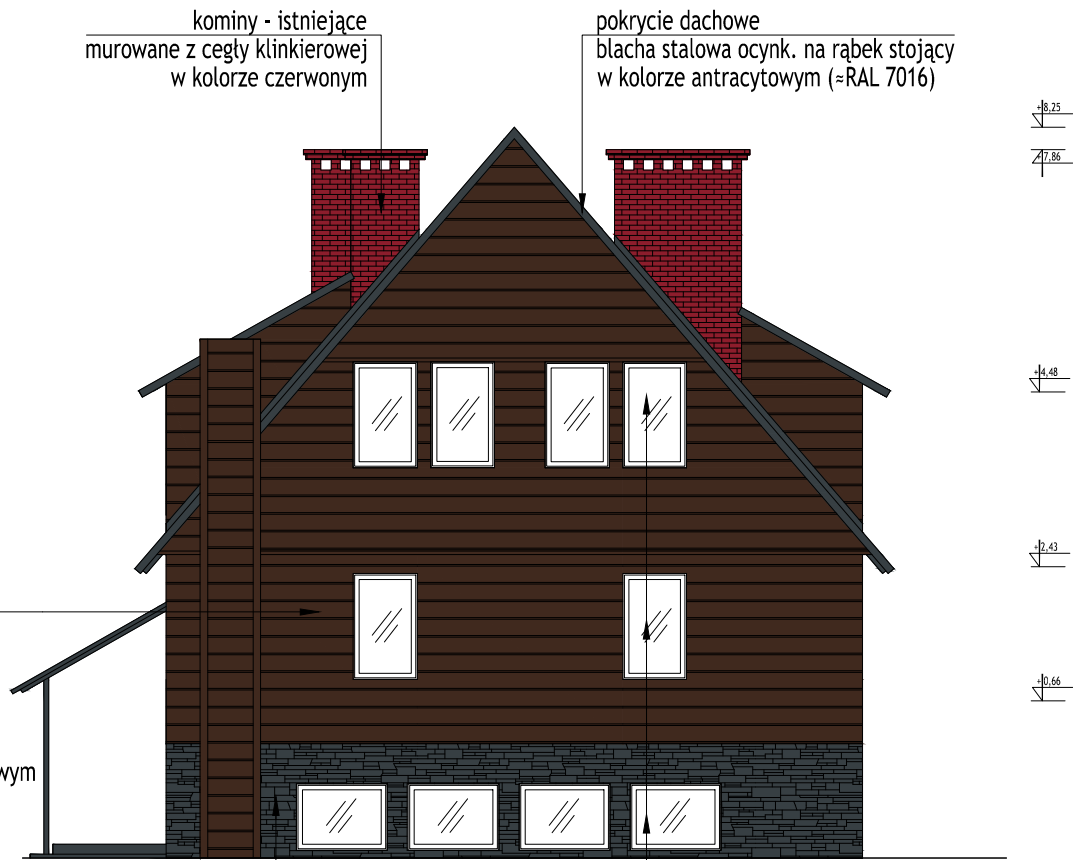 kominy - istniejące
murowane z cegły klinkierowej
w kolorze czerwonym
pokrycie dachowe
blacha stalowa ocynk. na rąbek stojący
w kolorze antracytowym (≈RAL 7016)
+8,25
+7,86
+4,48
+2,43
+0,66
wym